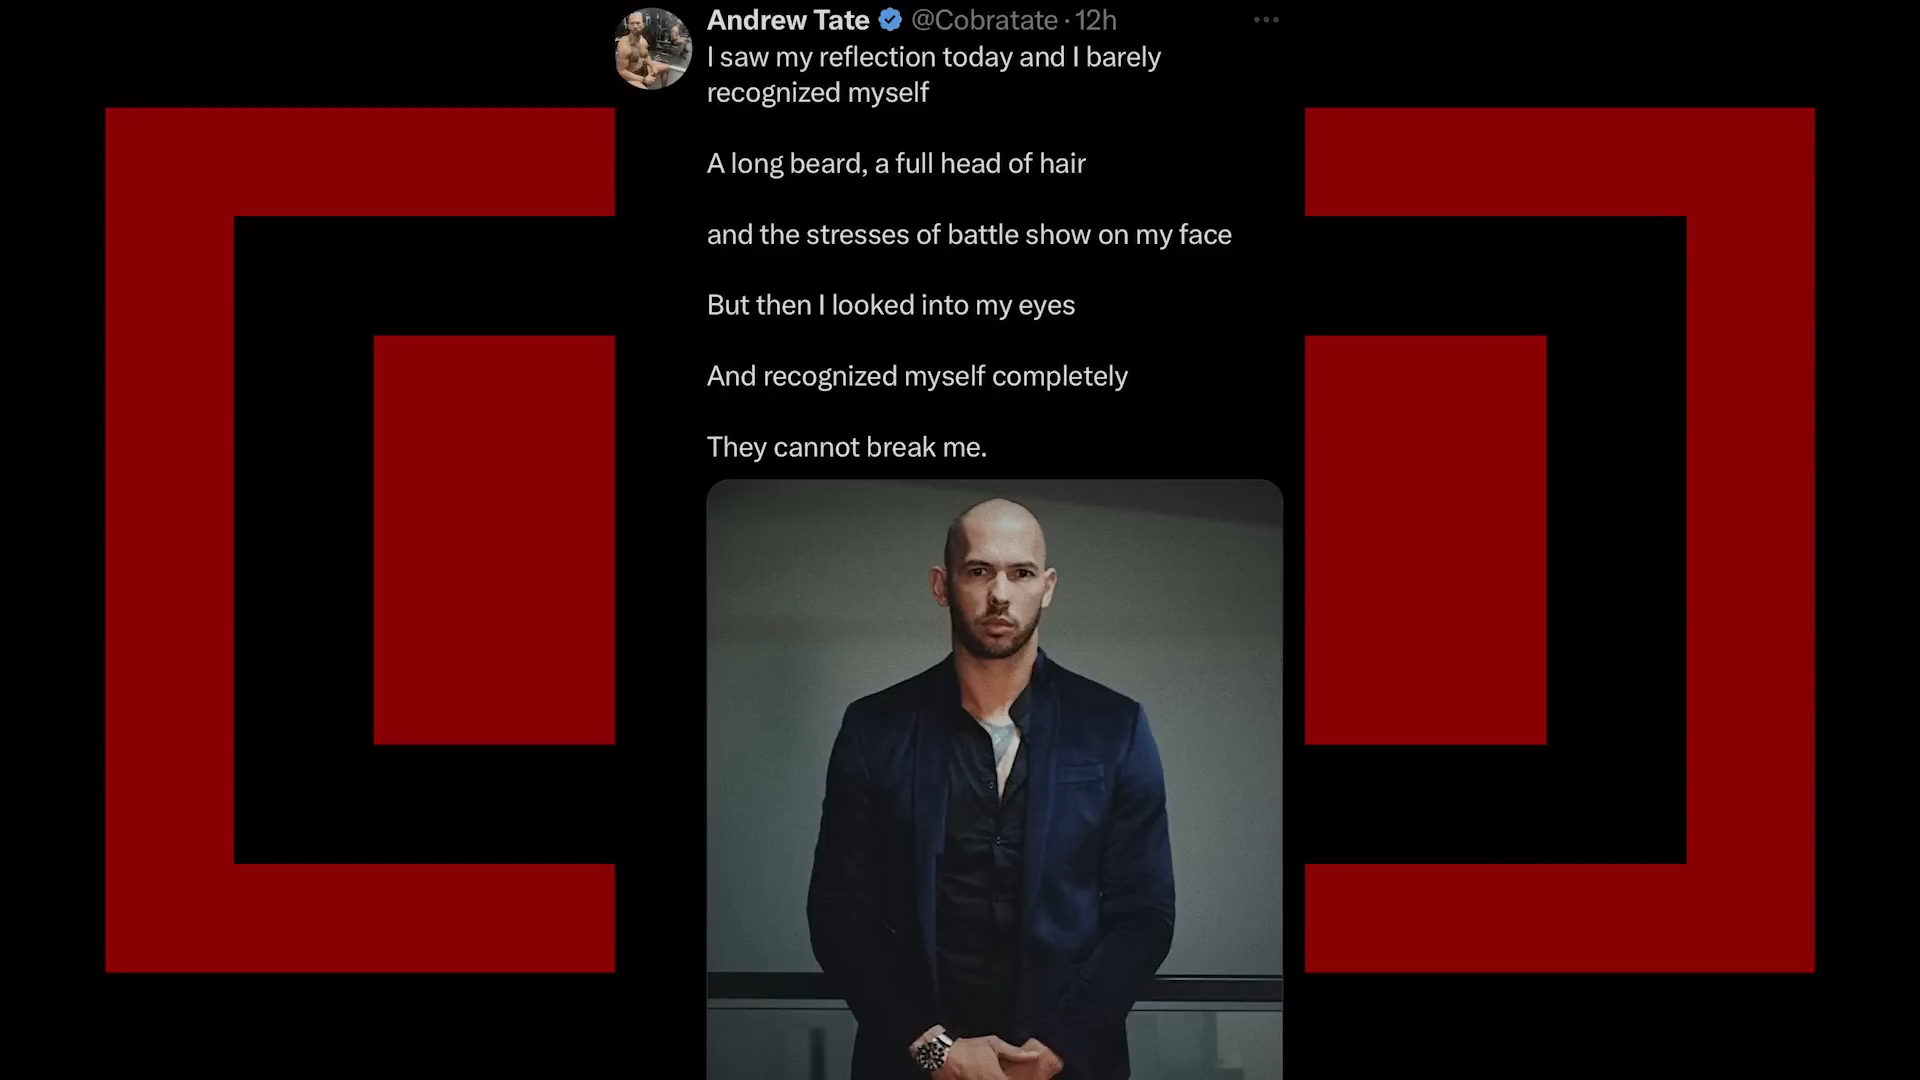 Andrew Tate @Cobratate · 12h
I saw my reflection today and I barely
recognized myself
A long beard, a full head of hair
and the stresses of battle show on my face
But then I looked into my eyes
And recognized myself completely
They cannot break me.